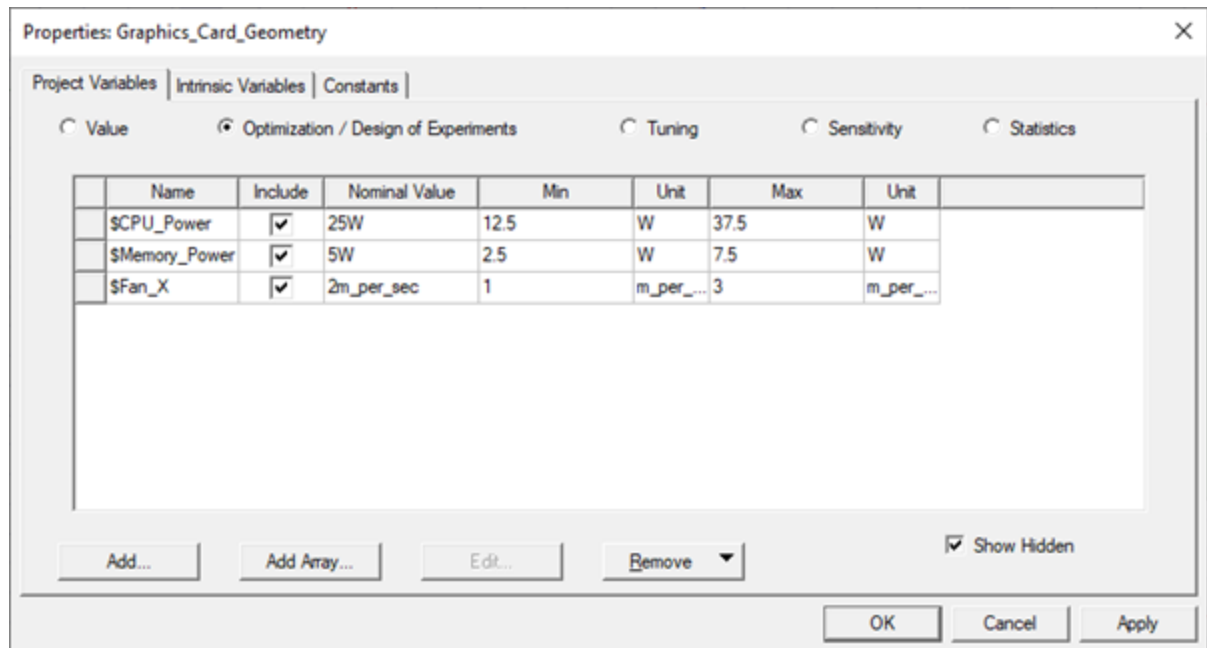 Properties: Graphics_Card_Geometry
Project Variables Intrinsic Variables Constants
Value Optimization / Design of Experiments Tuning Sensitivity Statistics
Name Include Nominal Value Min Unit Max Unit
$CPU_Power 25W 12.5 W 37.5 W
$Memory_Power 5W 2.5 W 7.5 W
$Fan_X 2m_per_sec 1 m_per_... 3 m_per_...
Add... Add Array... Edit... Remove Show Hidden
OK Cancel Apply